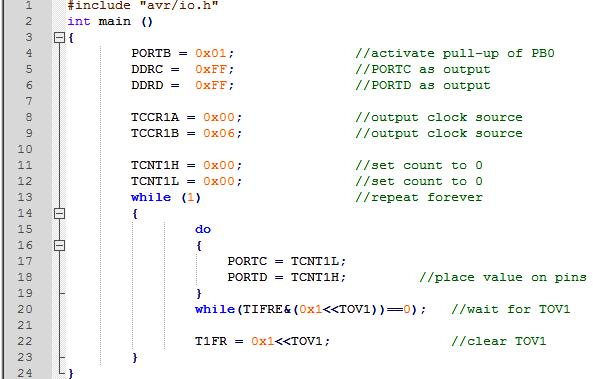 1 #include "avr/io.h"
2 int main ()
3 {
4 PORTB = 0x01; //activate pull-up of PB0
5 DDRC = 0xFF; //PORTC as output
6 DDRD = 0xFF; //PORTD as output
7
8 TCCR1A = 0x00; //output clock source
9 TCCR1B = 0x06; //output clock source
10
11 TCNT1H = 0x00; //set count to 0
12 TCNT1L = 0x00; //set count to 0
13 while (1) //repeat forever
14 {
15 do
16 {
17 PORTC = TCNT1L;
18 PORTD = TCNT1H; //place value on pins
19 }
20 while(TIFRE&(0x1<<TOV1))==0); //wait for TOV1
21
22 T1FR = 0x1<<TOV1; //clear TOV1
23 }
24 }